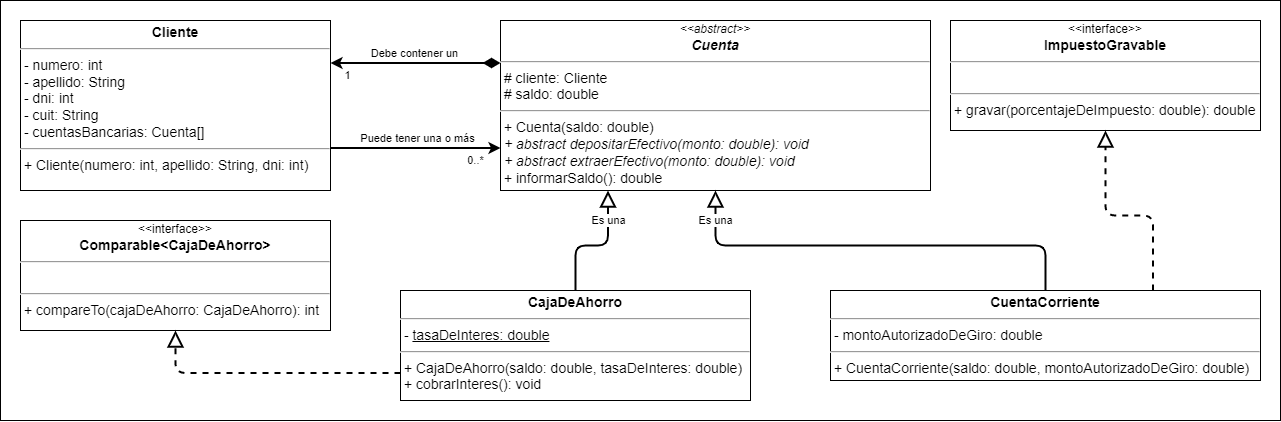 Cliente
- numero: int
- apellido: String
- dni: int
- cuit: String
- cuentasBancarias: Cuenta[]
+ Cliente(numero: int, apellido: String, dni: int)
Debe contener un
1
Puede tener una o más
0..*
<<abstract>>
Cuenta
# cliente: Cliente
# saldo: double
+ Cuenta(saldo: double)
+ abstract depositarEfectivo(monto: double): void
+ abstract extraerEfectivo(monto: double): void
+ informarSaldo(): double
<<interface>>
ImpuestoGravable
+ gravar(porcentajeDeImpuesto: double): double
Es una
Es una
<<interface>>
Comparable<CajaDeAhorro>
+ compareTo(cajaDeAhorro: CajaDeAhorro): int
CajaDeAhorro
- tasaDeInteres: double
+ CajaDeAhorro(saldo: double, tasaDeInteres: double)
+ cobrarInteres(): void
CuentaCorriente
- montoAutorizadoDeGiro: double
+ CuentaCorriente(saldo: double, montoAutorizadoDeGiro: double)